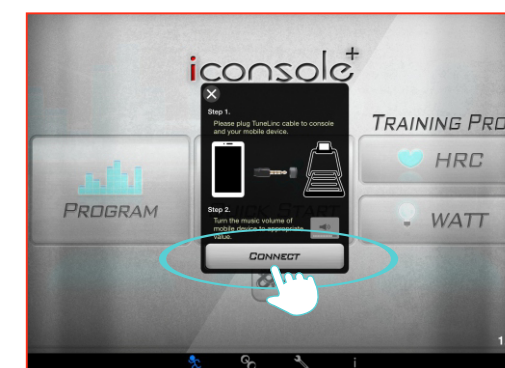 iconsole+
Step 1.
Please plug TuneLinc cable to console
and your mobile device.
TRAINING PRO
HRC
PROGRAM
Step 2.
Turn the music volume of
mobile device to appropriate
value.
WATT
CONNECT
1
i